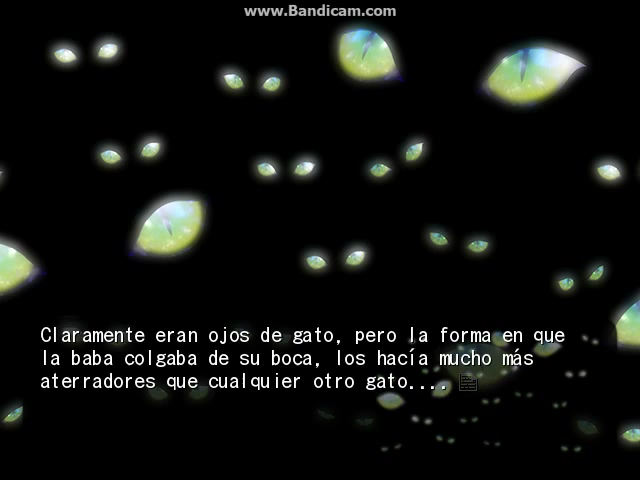 www.Bandicam.com
Claramente eran ojos de gato, pero la forma en que
la baba colgaba de su boca, los hacía mucho más
aterradores que cualquier otro gato....